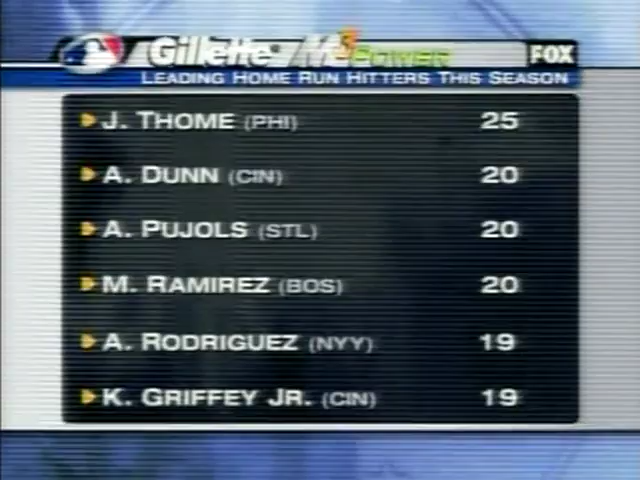 Gillette M3 POWER FOX
LEADING HOME RUN HITTERS THIS SEASON
J. THOME (PHI) 25
A. DUNN (CIN) 20
A. PUJOLS (STL) 20
M. RAMIREZ (BOS) 20
A. RODRIGUEZ (NYY) 19
K. GRIFFEY JR. (CIN) 19